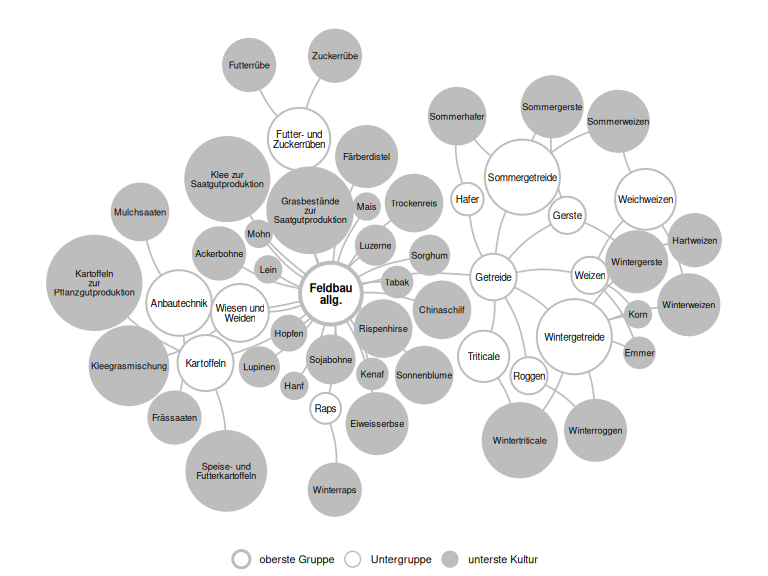 Zuckerrübe
Futterrübe
Futter- und
Zuckerrüben
Sommerhafer
Sommergerste
Sommerweizen
Klee zur
Saatgutproduktion
Färberdistel
Sommergetreide
Grasbestände
zur
Saatgutproduktion
Mais
Trockenreis
Hafer
Weichweizen
Mulchsaaten
Gerste
Mohn
Luzerne
Hartweizen
Ackerbohne
Sorghum
Lein
Wintergerste
Kartoffeln
zur
Pflanzgutproduktion
Feldbau
allg.
Tabak
Getreide
Weizen
Anbautechnik
Wiesen und
Weiden
Chinaschilf
Winterweizen
Korn
Rispenhirse
Hopfen
Wintergetreide
Emmer
Kleegrasmischung
Kartoffeln
Lupinen
Sojabohne
Triticale
Hanf
Kenaf
Sonnenblume
Roggen
Raps
Frässaaten
Eiweisserbse
Winterroggen
Wintertriticale
Speise- und
Futterkartoffeln
Winterraps
oberste Gruppe
Untergruppe
unterste Kultur